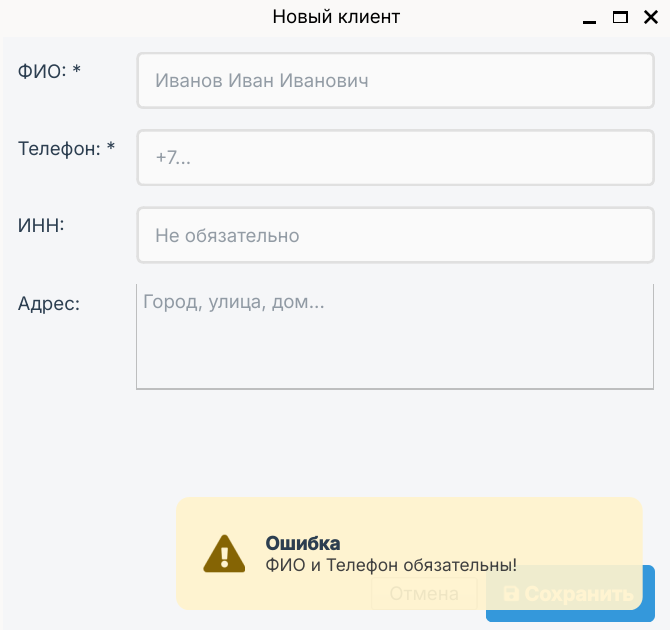 Новый клиент
ФИО: *
Иванов Иван Иванович
Телефон: *
+7...
ИНН:
Не обязательно
Адрес:
Город, улица, дом...
Ошибка
ФИО и Телефон обязательны!
Отмена
Сохранить